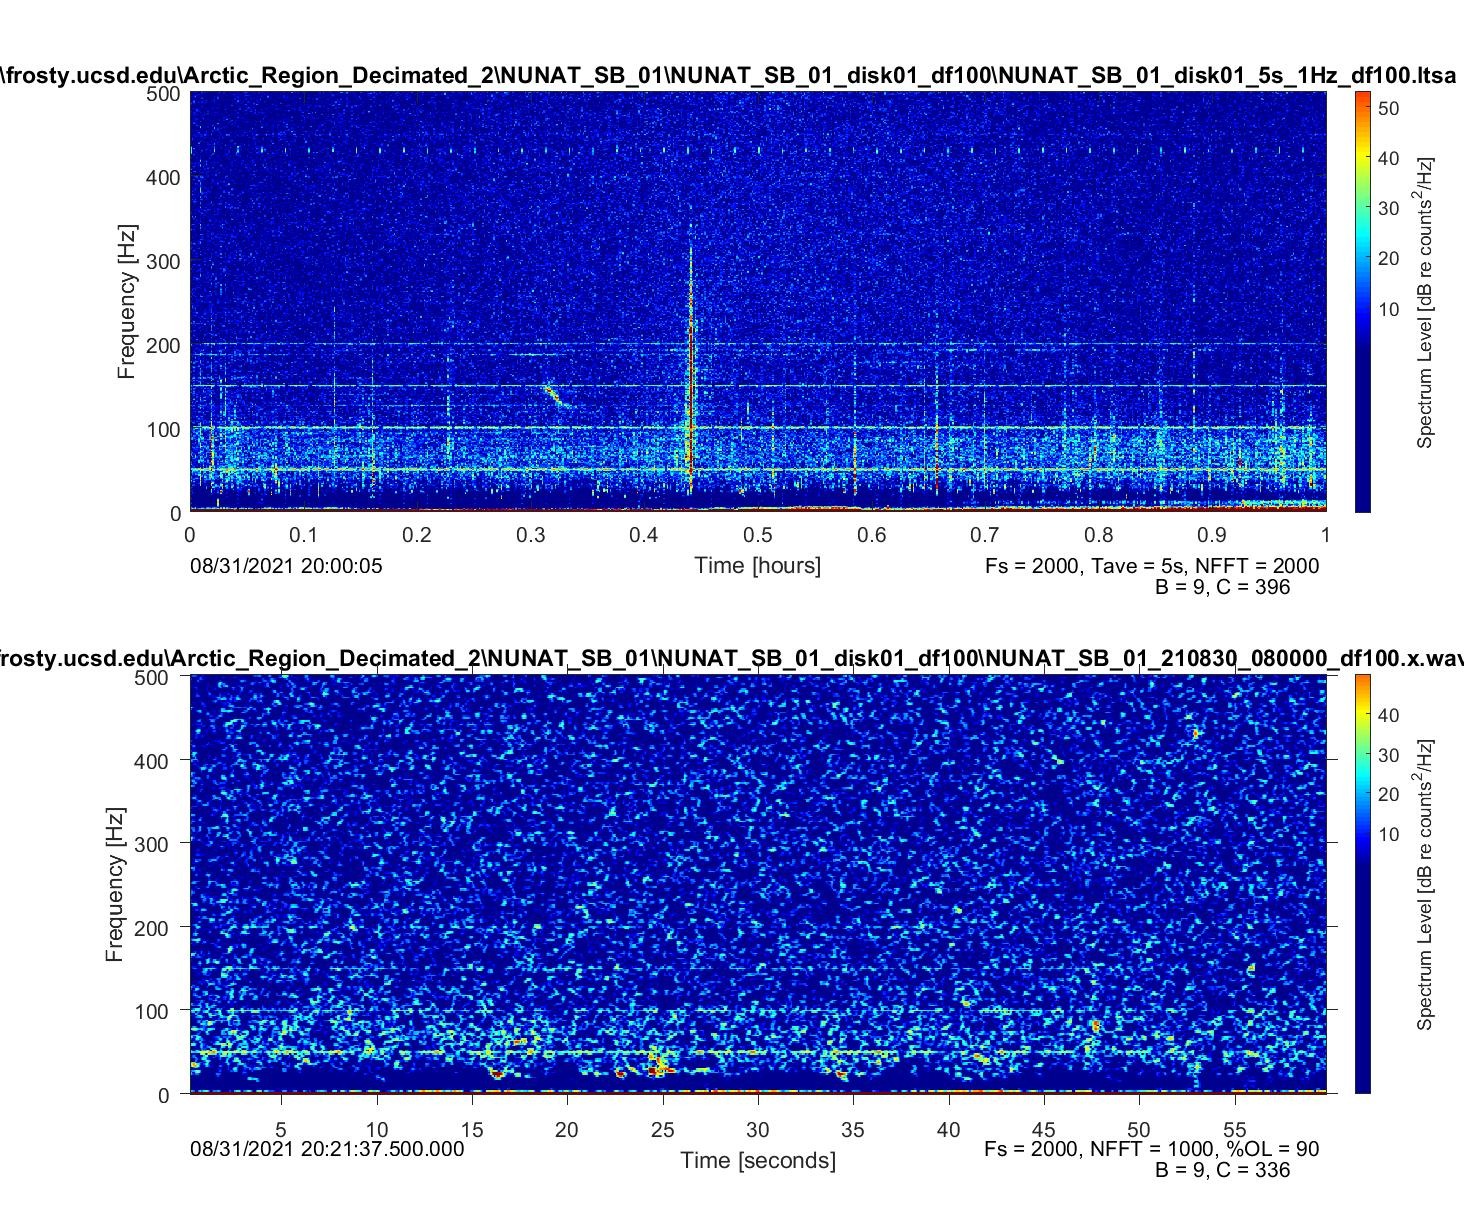 \frosty.ucsd.edu\Arctic_Region_Decimated_2\NUNAT_SB_01\NUNAT_SB_01_disk01_df100\NUNAT_SB_01_disk01_5s_1Hz_df100.ltsa
500
400
300
200
100
0
Frequency [Hz]
0 0.1 0.2 0.3 0.4 0.5 0.6 0.7 0.8 0.9 1
Time [hours]
08/31/2021 20:00:05
Fs = 2000, Tave = 5s, NFFT = 2000
B = 9, C = 396
50
40
30
20
10
Spectrum Level [dB re counts²/Hz]
frosty.ucsd.edu\Arctic_Region_Decimated_2\NUNAT_SB_01\NUNAT_SB_01_disk01_df100\NUNAT_SB_01_210830_080000_df100.x.wav
500
400
300
200
100
0
Frequency [Hz]
5 10 15 20 25 30 35 40 45 50 55
Time [seconds]
08/31/2021 20:21:37.500.000
Fs = 2000, NFFT = 1000, %OL = 90
B = 9, C = 336
40
30
20
10
Spectrum Level [dB re counts²/Hz]